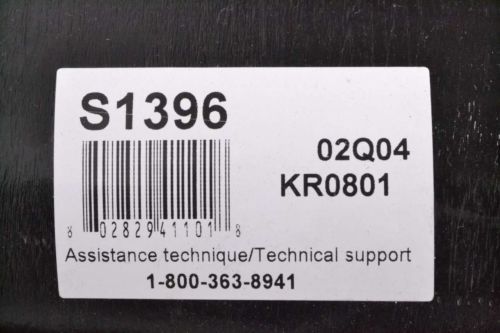 S1396
02Q04
KR0801
8 02829 41101 8
Assistance technique/Technical support
1-800-363-8941